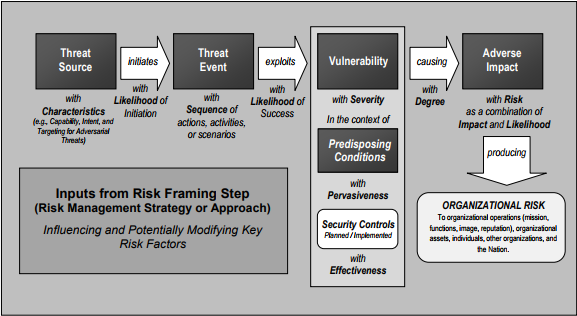 Threat
Source
with
Characteristics
(e.g., Capability, Intent, and
Targeting for Adversarial
Threats)
initiates
with
Likelihood of
Initiation
Threat
Event
with
Sequence of
actions, activities,
or scenarios
exploits
with
Likelihood of
Success
Vulnerability
with Severity
In the context of
Predisposing
Conditions
with
Pervasiveness
Security Controls
Planned / Implemented
with
Effectiveness
causing
with
Degree
Adverse
Impact
with Risk
as a combination of
Impact and Likelihood
producing
ORGANIZATIONAL RISK
To organizational operations (mission,
functions, image, reputation), organizational
assets, individuals, other organizations, and
the Nation.
Inputs from Risk Framing Step
(Risk Management Strategy or Approach)
Influencing and Potentially Modifying Key
Risk Factors